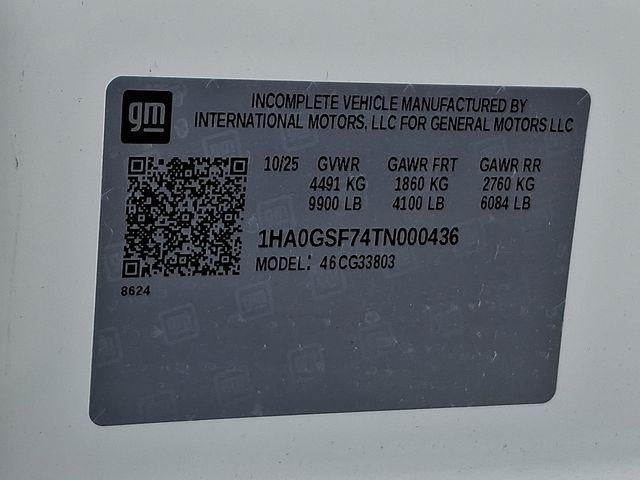 gm
INCOMPLETE VEHICLE MANUFACTURED BY
INTERNATIONAL MOTORS, LLC FOR GENERAL MOTORS LLC
10/25 GVWR GAWR FRT GAWR RR
4491 KG 1860 KG 2760 KG
9900 LB 4100 LB 6084 LB
1HA0GSF74TN000436
MODEL: 46CG33803
8624